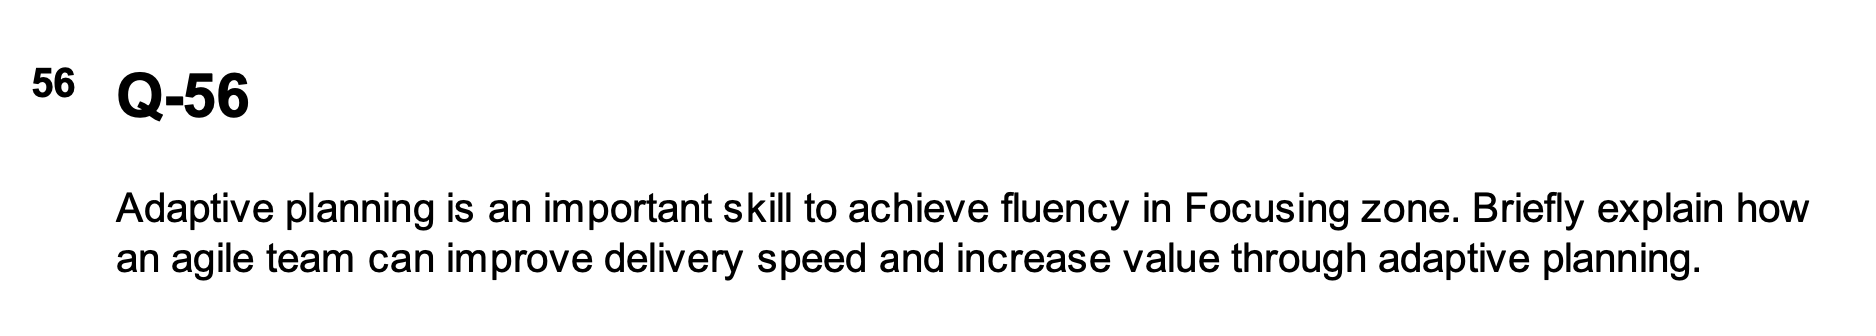 56 Q-56
Adaptive planning is an important skill to achieve fluency in Focusing zone. Briefly explain how
an agile team can improve delivery speed and increase value through adaptive planning.